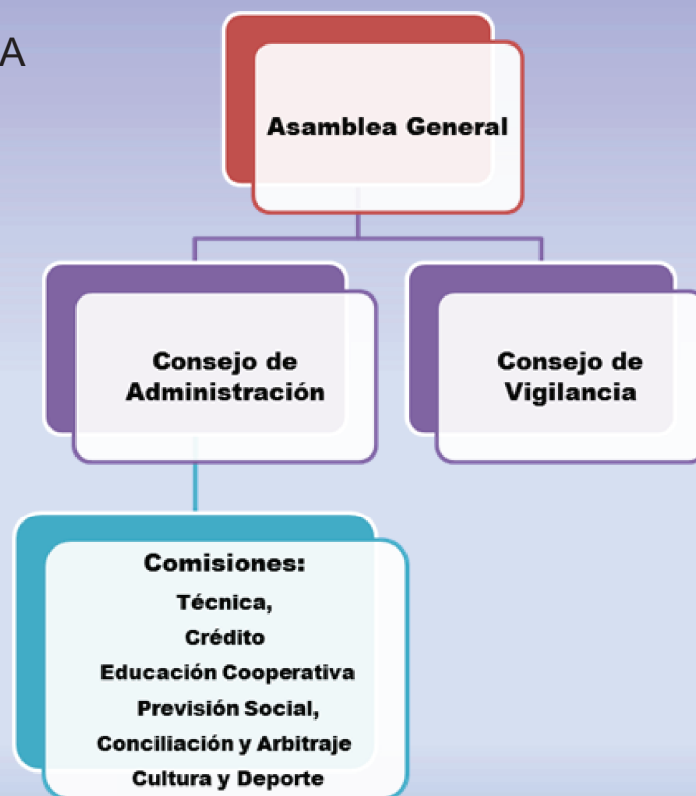 A
Asamblea General
Consejo de
Administración
Consejo de
Vigilancia
Comisiones:
Técnica,
Crédito
Educación Cooperativa
Previsión Social,
Conciliación y Arbitraje
Cultura y Deporte